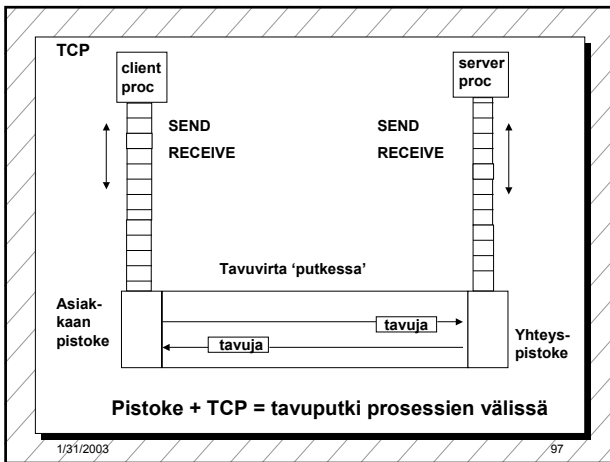 TCP
client
proc
server
proc
SEND
RECEIVE
SEND
RECEIVE
Tavuvirta 'putkessa'
Asiak-
kaan
pistoke
tavuja
tavuja
Yhteys-
pistoke
Pistoke + TCP = tavuputki prosessien välissä
1/31/2003
97